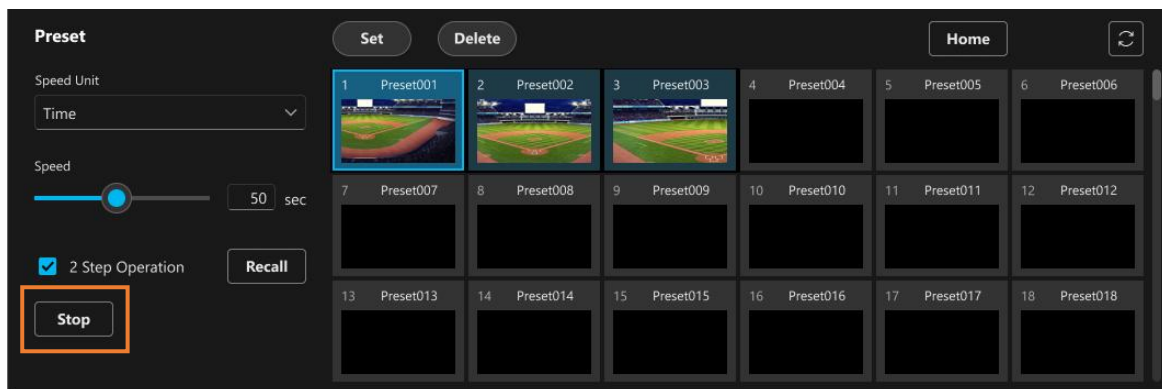 Preset
Set
Delete
Home
Speed Unit
Time
Speed
50 sec
2 Step Operation
Recall
Stop
1 Preset001
2 Preset002
3 Preset003
4 Preset004
5 Preset005
6 Preset006
7 Preset007
8 Preset008
9 Preset009
10 Preset010
11 Preset011
12 Preset012
13 Preset013
14 Preset014
15 Preset015
16 Preset016
17 Preset017
18 Preset018